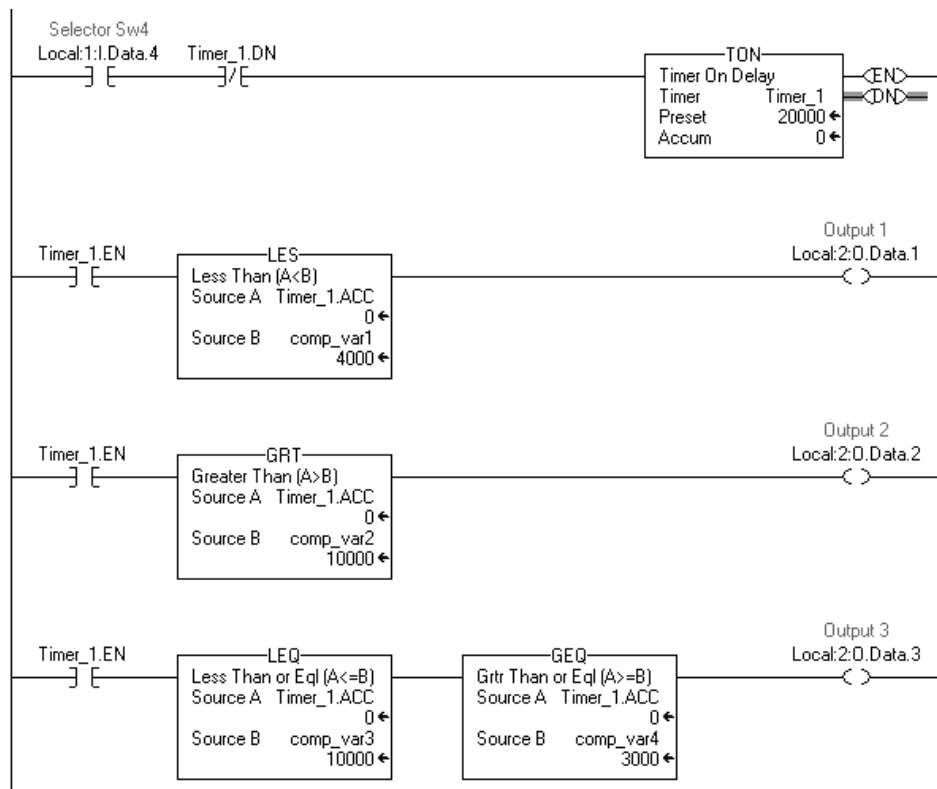 Selector Sw4
Local:1:I.Data.4 Timer_1.DN
TON
Timer On Delay
Timer Timer_1
Preset 20000
Accum 0
EN
DN
Output 1
Timer_1.EN Local:2:O.Data.1
LES
Less Than (A<B)
Source A Timer_1.ACC
0
Source B comp_var1
4000
Output 2
Timer_1.EN Local:2:O.Data.2
GRT
Greater Than (A>B)
Source A Timer_1.ACC
0
Source B comp_var2
10000
Output 3
Timer_1.EN Local:2:O.Data.3
LEQ
Less Than or Eql (A<=B)
Source A Timer_1.ACC
0
Source B comp_var3
10000
GEQ
Grtr Than or Eql (A>=B)
Source A Timer_1.ACC
0
Source B comp_var4
3000